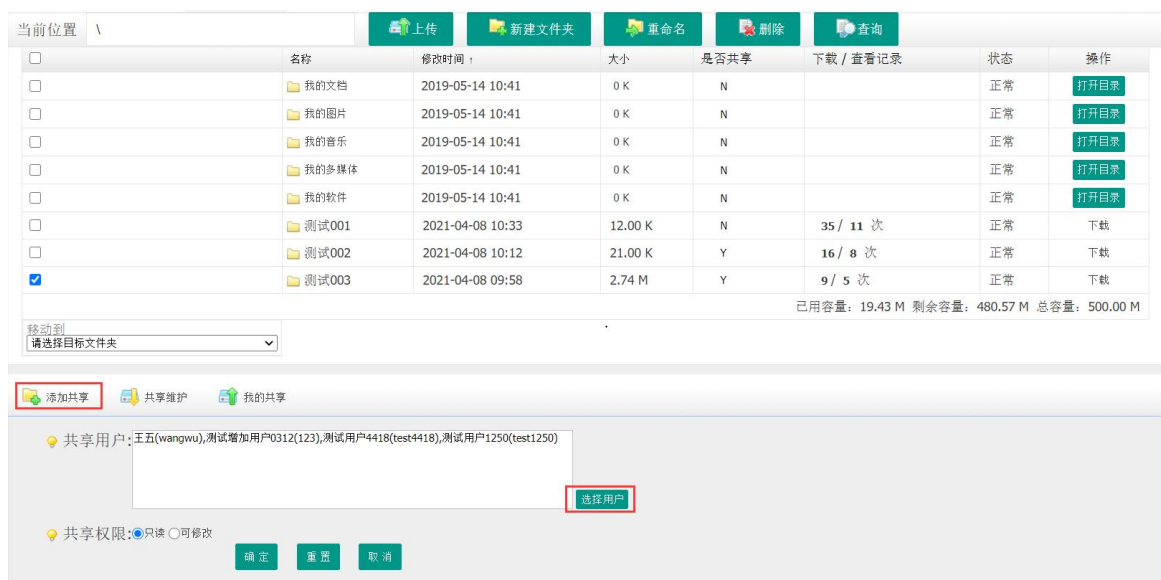 当前位置 \ 上传 新建文件夹 重命名 删除 查询
名称 修改时间 ↑ 大小 是否共享 下载 / 查看记录 状态 操作
我的文档 2019-05-14 10:41 0 K N 正常 打开目录
我的图片 2019-05-14 10:41 0 K N 正常 打开目录
我的音乐 2019-05-14 10:41 0 K N 正常 打开目录
我的多媒体 2019-05-14 10:41 0 K N 正常 打开目录
我的软件 2019-05-14 10:41 0 K N 正常 打开目录
测试001 2021-04-08 10:33 12.00 K N 35 / 11 次 正常 下载
测试002 2021-04-08 10:12 21.00 K Y 16 / 8 次 正常 下载
测试003 2021-04-08 09:58 2.74 M Y 9 / 5 次 正常 下载
已用容量：19.43 M 剩余容量：480.57 M 总容量：500.00 M
移动到
请选择目标文件夹
添加共享 共享维护 我的共享
共享用户:王五(wangwu),测试增加用户0312(123),测试用户4418(test4418),测试用户1250(test1250)
选择用户
共享权限:只读 可修改
确定 重置 取消